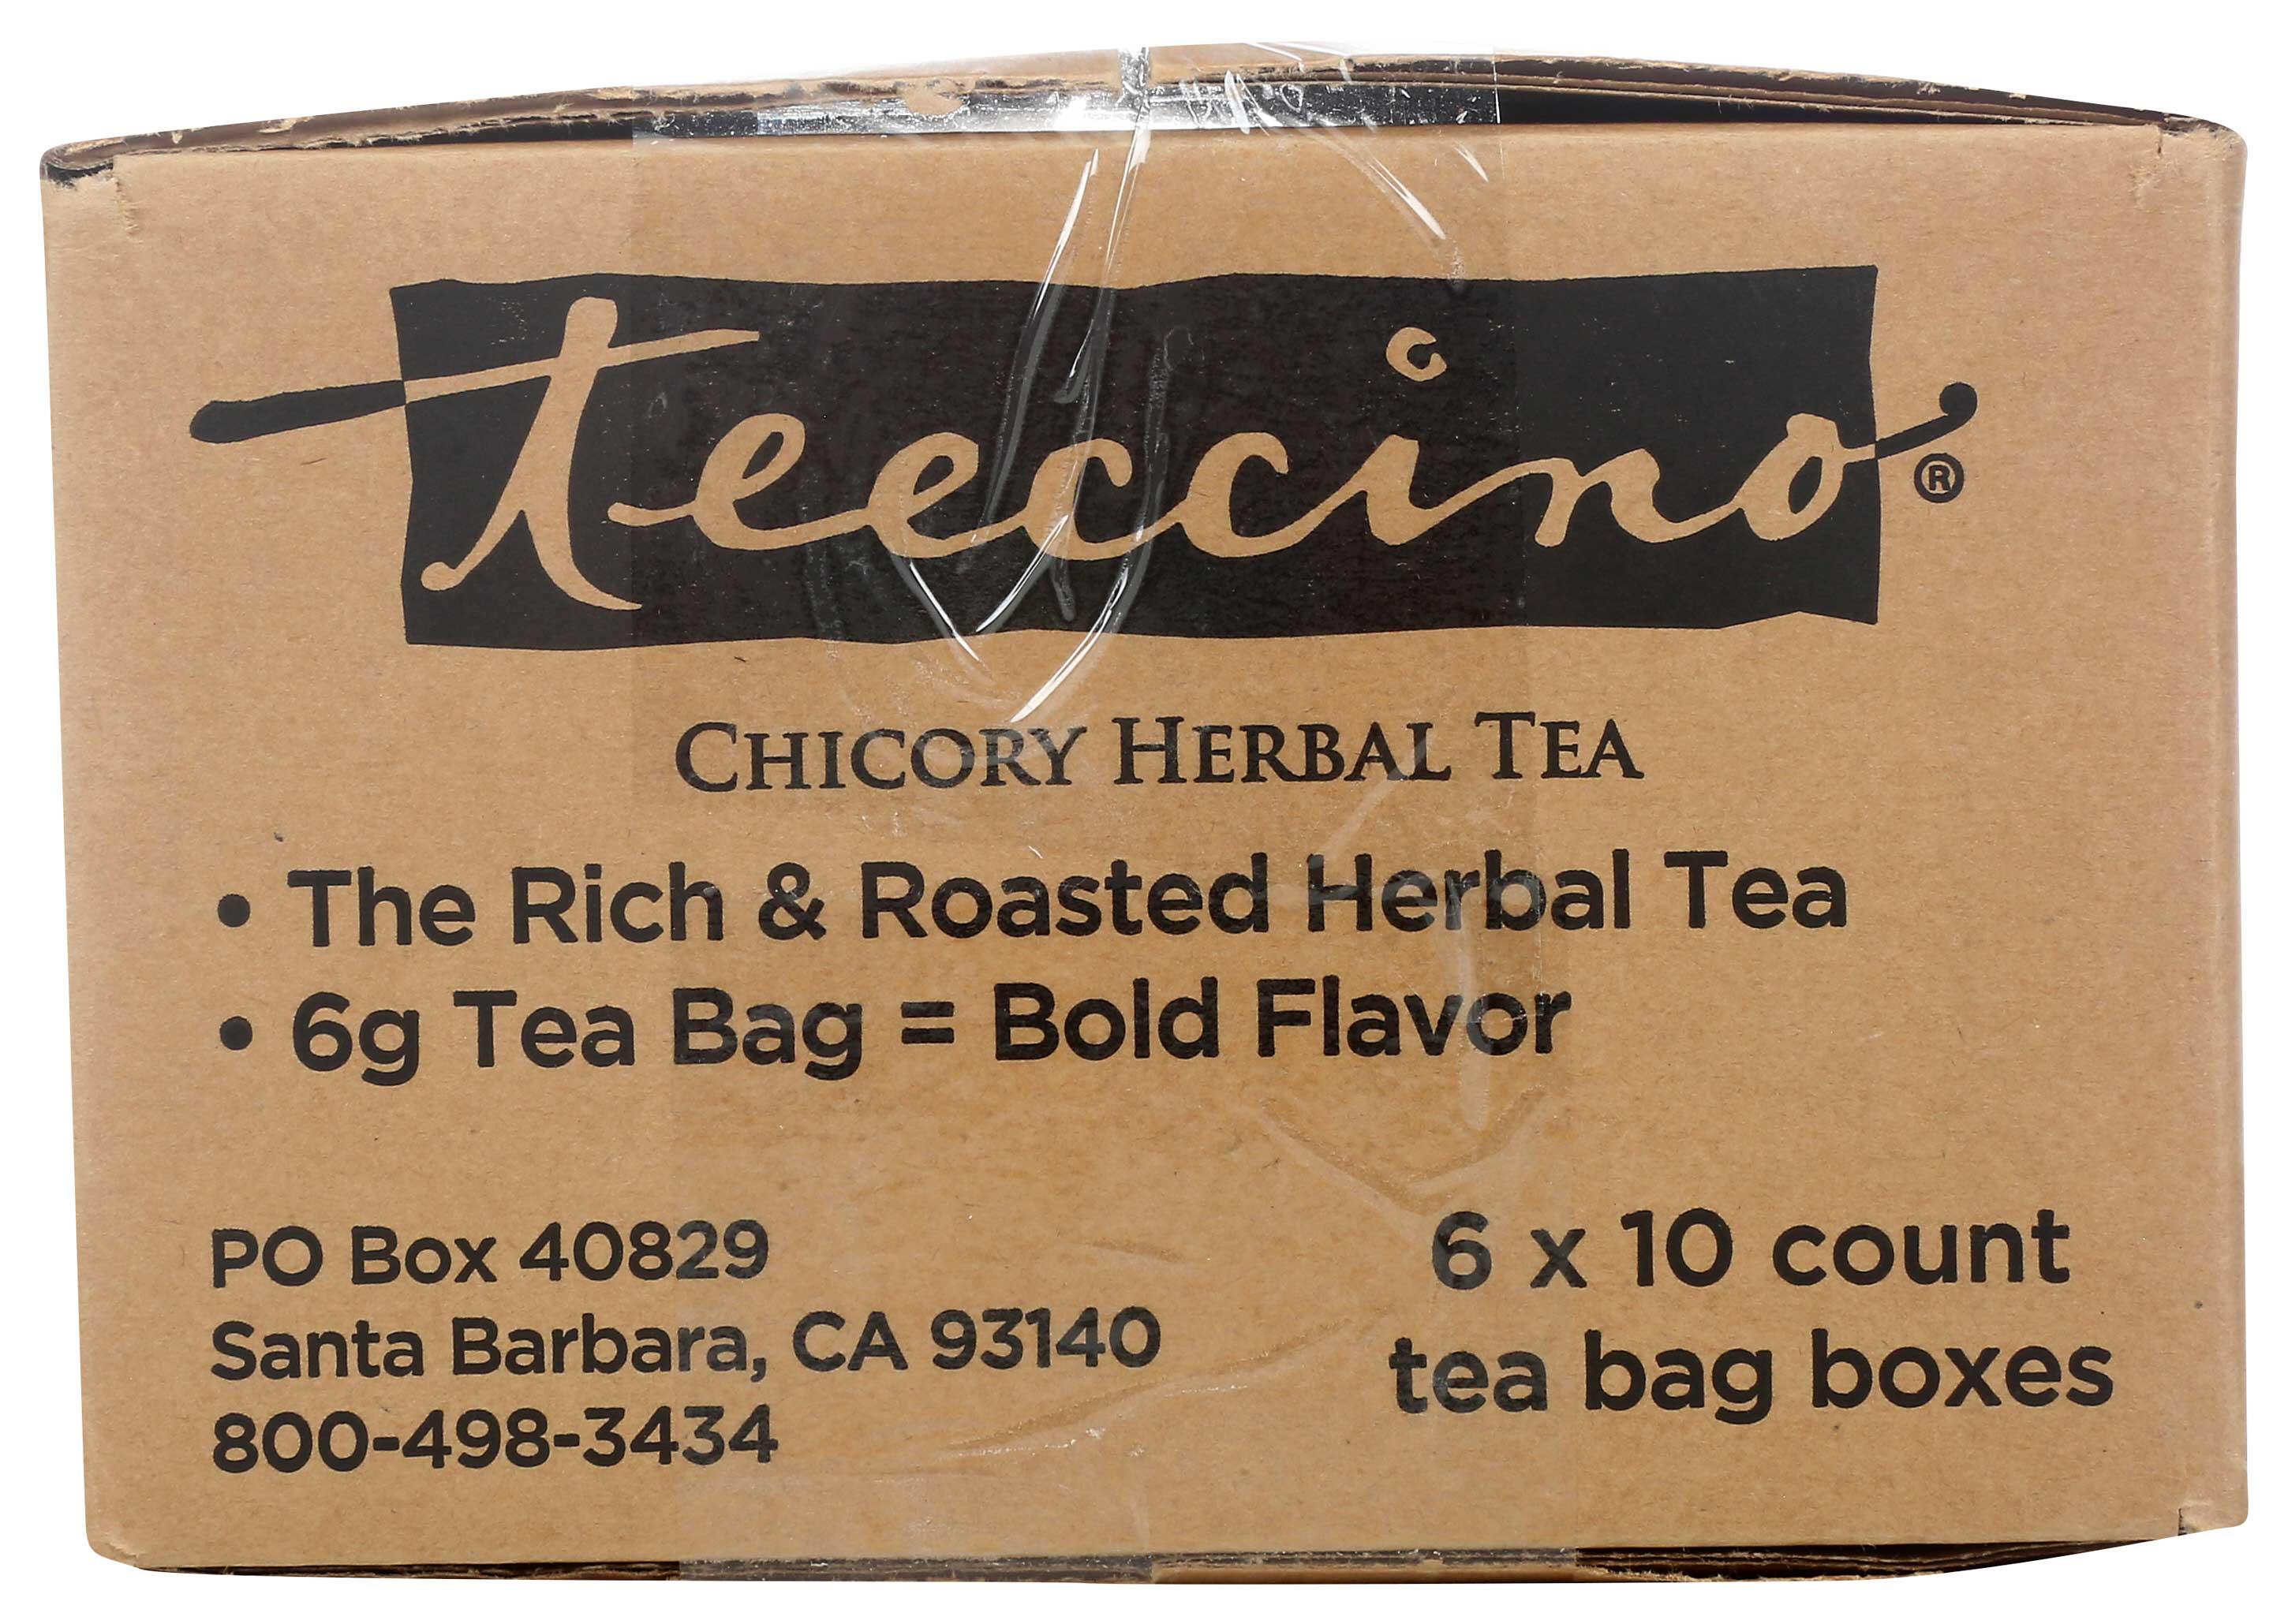 teeccino®
CHICORY HERBAL TEA
• The Rich & Roasted Herbal Tea
• 6g Tea Bag = Bold Flavor
PO Box 40829
Santa Barbara, CA 93140
800-498-3434
6 x 10 count
tea bag boxes